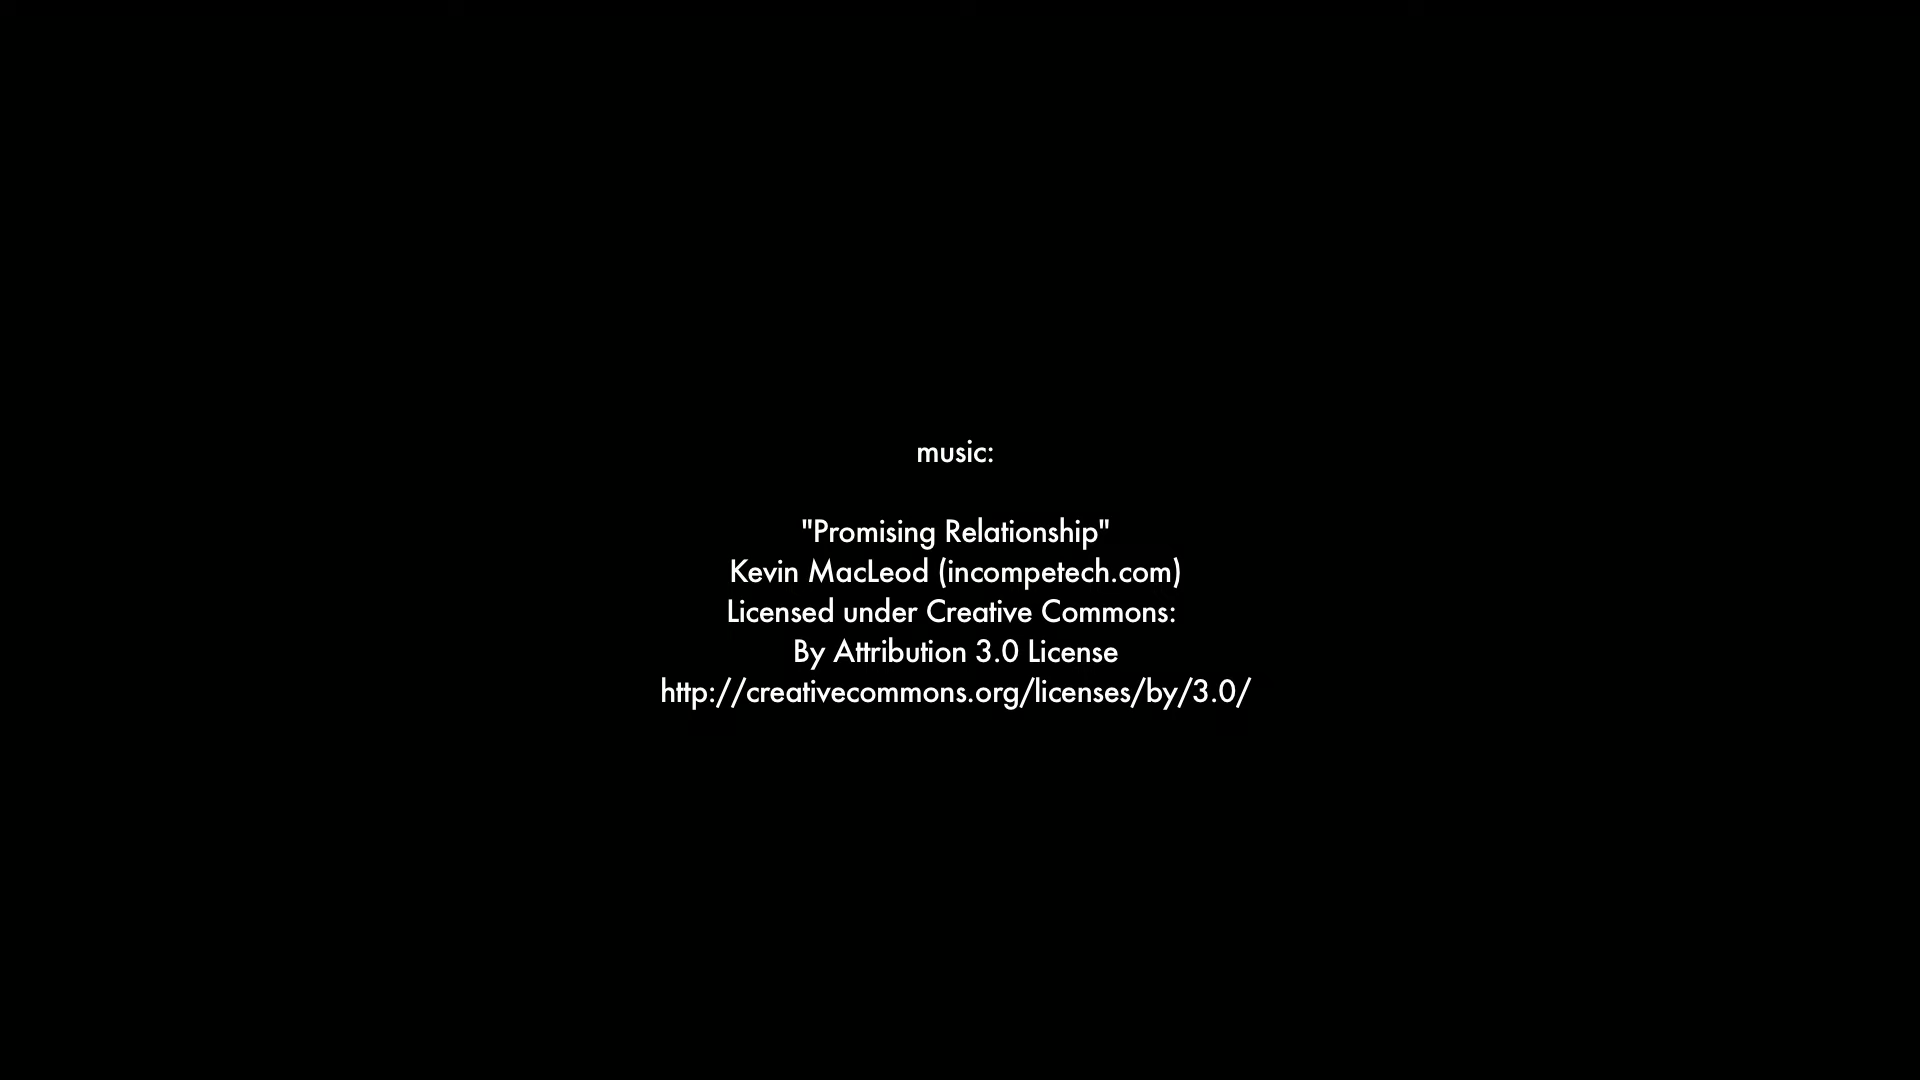 music:
"Promising Relationship"
Kevin MacLeod (incompetech.com)
Licensed under Creative Commons:
By Attribution 3.0 License
http://creativecommons.org/licenses/by/3.0/